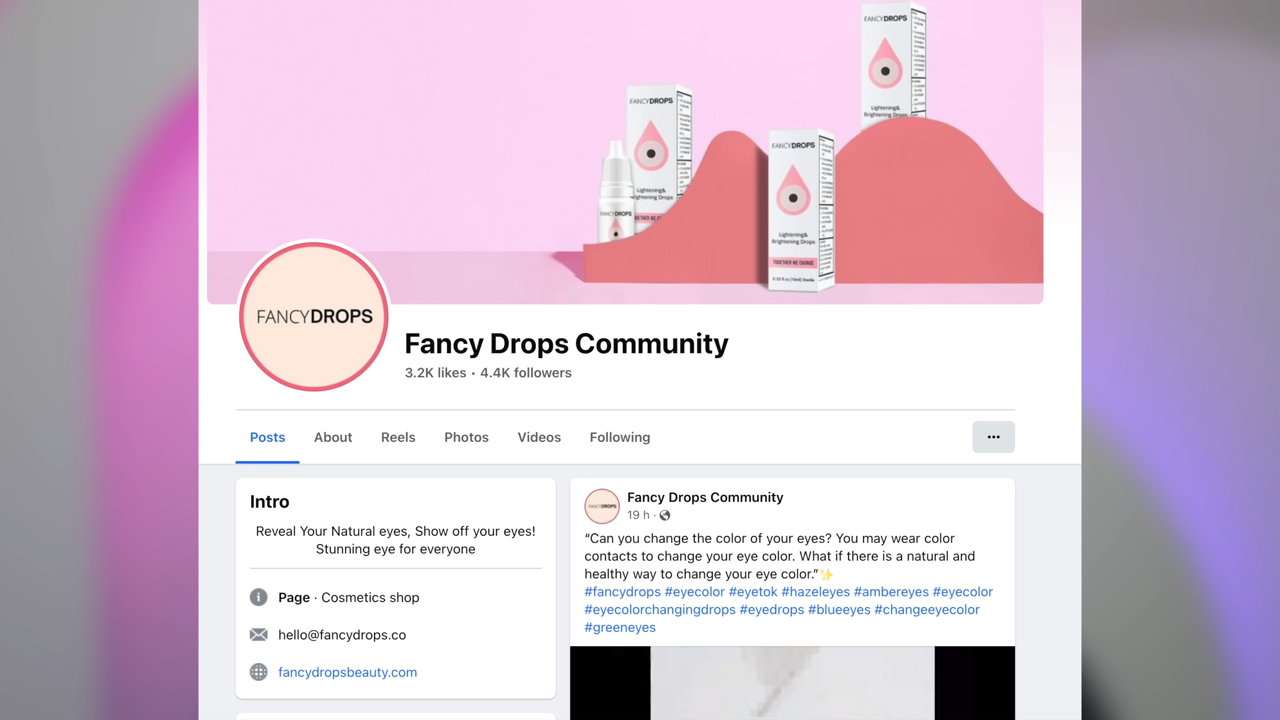 FANCYDROPS
Lightening&
Brightening Drops
FANCYDROPS
Lightening&
Brightening Drops
FANCYDROPS
FANCYDROPS
Lightening&
Brightening Drops
TOGETHER WE CHANGE
FANCYDROPS
Fancy Drops Community
3.2K likes • 4.4K followers
Posts
About
Reels
Photos
Videos
Following
Intro
Reveal Your Natural eyes, Show off your eyes!
Stunning eye for everyone
Page · Cosmetics shop
hello@fancydrops.co
fancydropsbeauty.com
FANCYDROPS
Fancy Drops Community
19 h ·
“Can you change the color of your eyes? You may wear color
contacts to change your eye color. What if there is a natural and
healthy way to change your eye color.”✨
#fancydrops #eyecolor #eyetok #hazeleyes #ambereyes #eyecolor
#eyecolorchangingdrops #eyedrops #blueeyes #changeeyecolor
#greeneyes